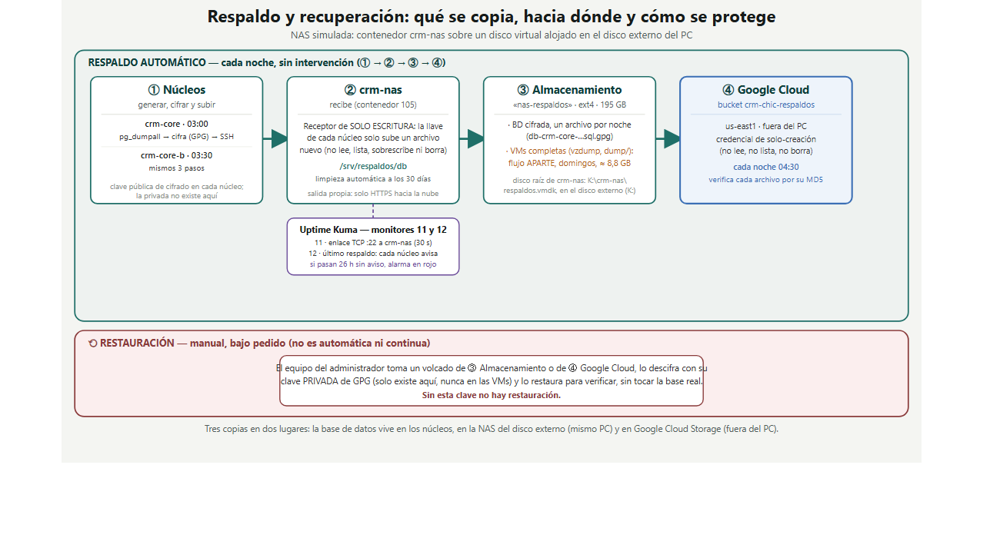 Respaldo y recuperación: qué se copia, hacia dónde y cómo se protege
NAS simulada: contenedor crm-nas sobre un disco virtual alojado en el disco externo del PC
RESPALDO AUTOMÁTICO — cada noche, sin intervención (① → ② → ③ → ④)
① Núcleos
generar, cifrar y subir
crm-core · 03:00
pg_dumpall → cifra (GPG) → SSH
crm-core-b · 03:30
mismos 3 pasos
clave pública de cifrado en cada núcleo;
la privada no existe aquí
② crm-nas
recibe (contenedor 105)
Receptor de SOLO ESCRITURA: la llave
de cada núcleo solo sube un archivo
nuevo (no lee, lista, sobrescribe ni borra)
/srv/respaldos/db
limpieza automática a los 30 días
salida propia: solo HTTPS hacia la nube
③ Almacenamiento
«nas-respaldos» · ext4 · 195 GB
· BD cifrada, un archivo por noche
(db-crm-core-...sql.gpg)
· VMs completas (vzdump, dump/):
flujo APARTE, domingos, ≈ 8,8 GB
disco raíz de crm-nas: K:\crm-nas\
respaldos.vmdk, en el disco externo (K:)
④ Google Cloud
bucket crm-chic-respaldos
us-east1 · fuera del PC
credencial de solo-creación
(no lee, no lista, no borra)
cada noche 04:30
verifica cada archivo por su MD5
Uptime Kuma — monitores 11 y 12
11 · enlace TCP :22 a crm-nas (30 s)
12 · último respaldo: cada núcleo avisa
si pasan 26 h sin aviso, alarma en rojo
⟲ RESTAURACIÓN — manual, bajo pedido (no es automática ni continua)
El equipo del administrador toma un volcado de ③ Almacenamiento o de ④ Google Cloud, lo descifra con su
clave PRIVADA de GPG (solo existe aquí, nunca en las VMs) y lo restaura para verificar, sin tocar la base real.
Sin esta clave no hay restauración.
Tres copias en dos lugares: la base de datos vive en los núcleos, en la NAS del disco externo (mismo PC) y en Google Cloud Storage (fuera del PC).